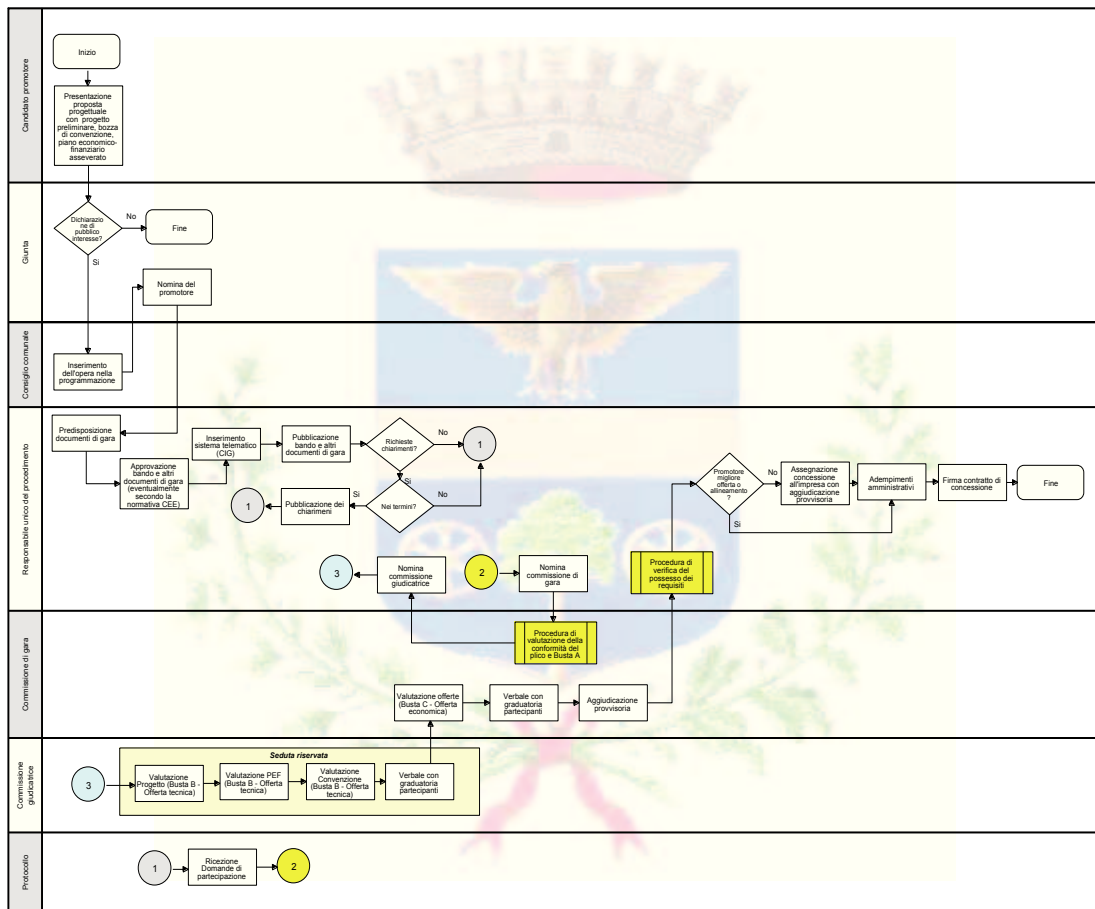 Candidato promotore
Inizio
Presentazione
proposta
progettuale
con progetto
preliminare, bozza
di convenzione,
piano economico-
finanziario
asseverato
Giunta
Dichiarazio
ne di
pubblico
interesse?
No
Fine
Si
Nomina del
promotore
Consiglio comunale
Inserimento
dell'opera nella
programmazione
Responsabile unico del procedimento
Predisposizione
documenti di gara
Approvazione
bando e altri
documenti di gara
(eventualmente
secondo la
normativa CEE)
Inserimento
sistema telematico
(CIG)
Pubblicazione
bando e altri
documenti di gara
Richieste
chiarimenti?
No
1
Si
Nei termini?
No
Si
Pubblicazione dei
chiarimeni
1
Promotore
migliore
offerta o
allineamento
?
No
Si
Assegnazione
concessione
all'impresa con
aggiudicazione
provvisoria
Adempimenti
amministrativi
Firma contratto di
concessione
Fine
3
Nomina
commissione
giudicatrice
2
Nomina
commissione di
gara
Procedura di
verifica del
possesso dei
requisiti
Commissione di gara
Procedura di
valutazione della
conformità del
plico e Busta A
Valutazione offerte
(Busta C - Offerta
economica)
Verbale con
graduatoria
partecipanti
Aggiudicazione
provvisoria
Commissione
giudicatrice
Seduta riservata
3
Valutazione
Progetto (Busta B -
Offerta tecnica)
Valutazione PEF
(Busta B - Offerta
tecnica)
Valutazione
Convenzione
(Busta B - Offerta
tecnica)
Verbale con
graduatoria
partecipanti
Protocollo
1
Ricezione
Domande di
partecipazione
2